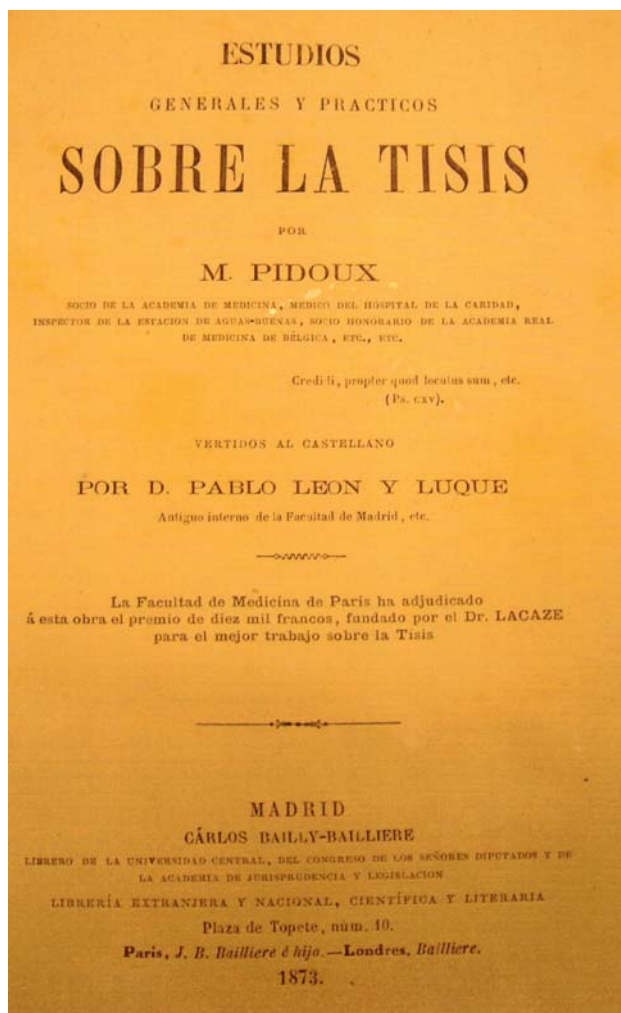 ESTUDIOS
GENERALES Y PRACTICOS
SOBRE LA TISIS
POR
M. PIDOUX
SOCIO DE LA ACADEMIA DE MEDICINA, MEDICO DEL HOSPITAL DE LA CARIDAD,
INSPECTOR DE LA ESTACION DE AGUAS-BUENAS, SOCIO HONORARIO DE LA ACADEMIA REAL
DE MEDICINA DE BÉLGICA, ETC., ETC.
Credi-li, propter quod locutus sum, etc.
(Ps. CXV).
VERTIDOS AL CASTELLANO
POR D. PABLO LEON Y LUQUE
Antiguo interno de la Facultad de Madrid, etc.
La Facultad de Medicina de París ha adjudicado
á esta obra el premio de diez mil francos, fundado por el Dr. LACAZE
para el mejor trabajo sobre la Tisis
MADRID
CÁRLOS BAILLY-BAILLIERE
LIBRERO DE LA UNIVERSIDAD CENTRAL, DEL CONGRESO DE LOS SEÑORES DIPUTADOS Y DE
LA ACADEMIA DE JURISPRUDENCIA Y LEGISLACION
LIBRERÍA EXTRANJERA Y NACIONAL, CIENTÍFICA Y LITERARIA
Plaza de Topete, núm. 10.
Paris, J. B. Bailliere é hijo.—Londres, Bailliere.
1873.